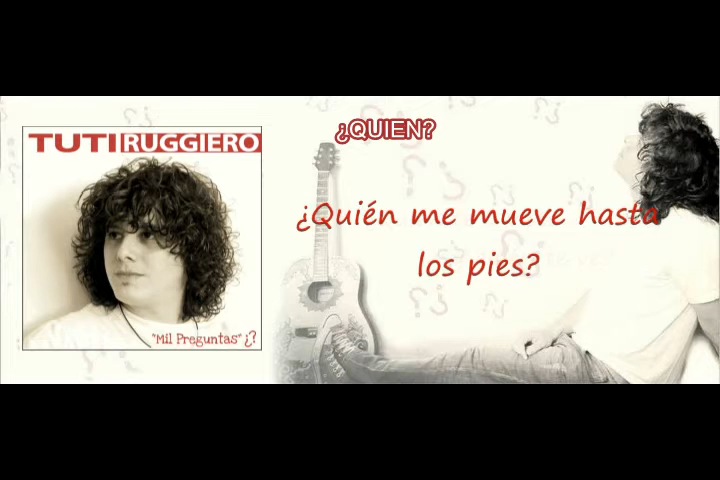 TUTI RUGGIERO
"Mil Preguntas" ¿?
¿QUIEN?
¿Quién me mueve hasta
los pies?